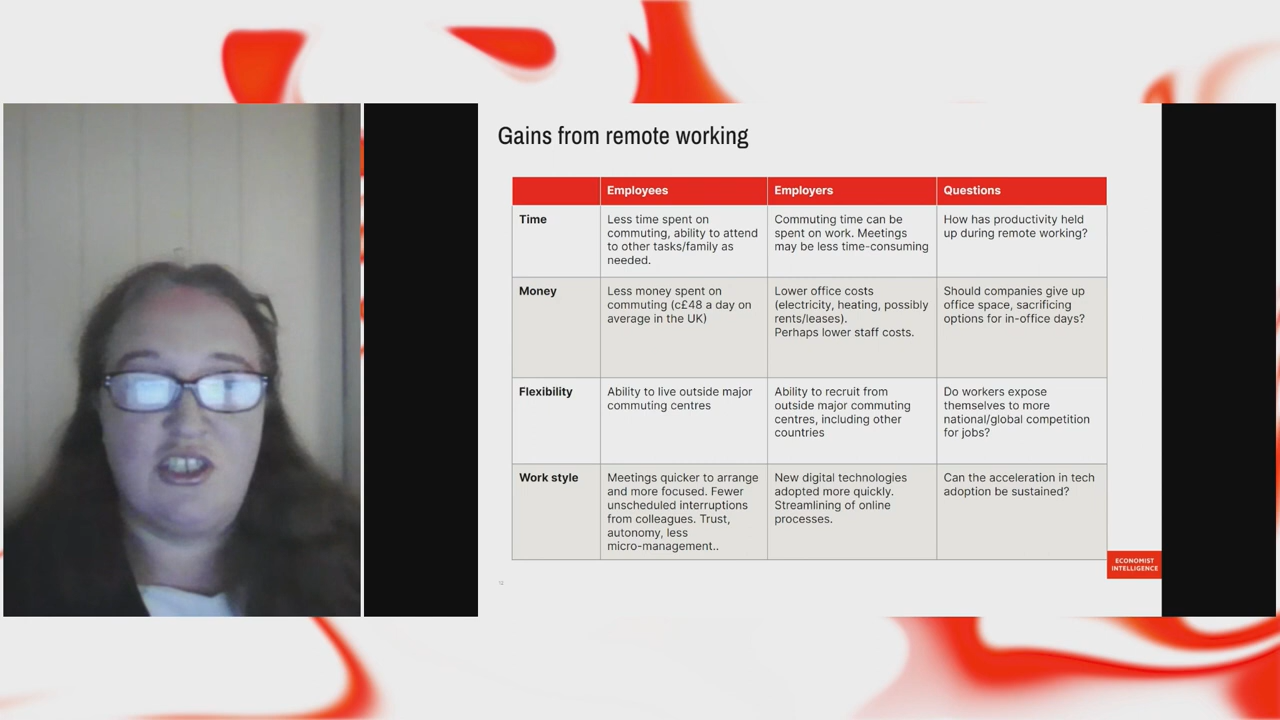 Gains from remote working
Employees
Employers
Questions
Time
Less time spent on
commuting, ability to attend
to other tasks/family as
needed.
Commuting time can be
spent on work. Meetings
may be less time-consuming
How has productivity held
up during remote working?
Money
Less money spent on
commuting (c£48 a day on
average in the UK)
Lower office costs
(electricity, heating, possibly
rents/leases).
Perhaps lower staff costs.
Should companies give up
office space, sacrificing
options for in-office days?
Flexibility
Ability to live outside major
commuting centres
Ability to recruit from
outside major commuting
centres, including other
countries
Do workers expose
themselves to more
national/global competition
for jobs?
Work style
Meetings quicker to arrange
and more focused. Fewer
unscheduled interruptions
from colleagues. Trust,
autonomy, less
micro-management..
New digital technologies
adopted more quickly.
Streamlining of online
processes.
Can the acceleration in tech
adoption be sustained?
ECONOMIST
INTELLIGENCE